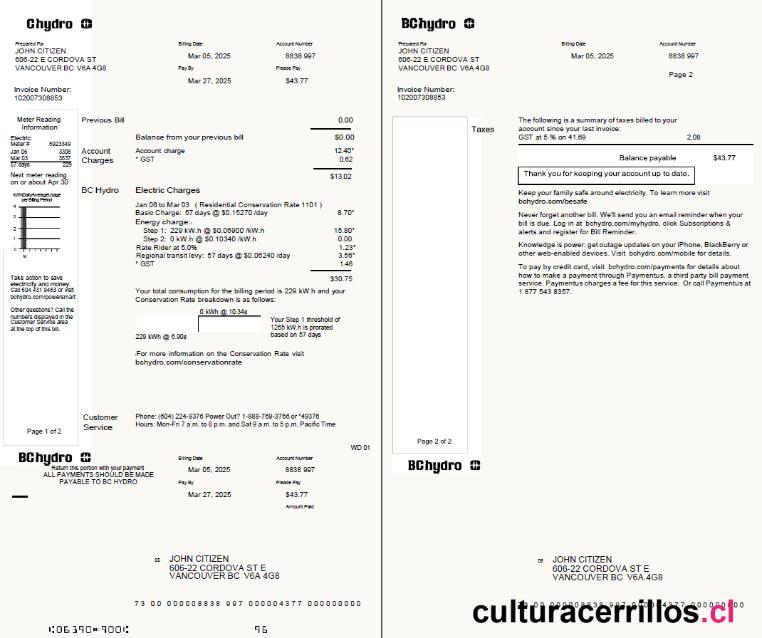 BChydro
Prepared For
JOHN CITIZEN
606-22 E CORDOVA ST
VANCOUVER BC V6A 4G8
Billing Date
Mar 05, 2025
Account Number
8838 997
Pay By
Mar 27, 2025
Please Pay
$43.77
Invoice Number:
102007308853
Meter Reading
Information
Electric:
Meter # 5923349
Jan 06 3308
Mar 03 3537
57 days 229
Next meter reading
on or about Apr 30
4
3
2
1
0
M
Take action to save
electricity and money.
Call 604 431 9463 or visit
bchydro.com/powersmart
Other questions? Call the
numbers displayed in the
Customer Service area
at the top of this bill.
Page 1 of 2
Previous Bill 0.00
Balance from your previous bill $0.00
Account
Charges
Account charge 12.40*
* GST 0.62
$13.02
BC Hydro Electric Charges
Jan 06 to Mar 03 ( Residential Conservation Rate 1101 )
Basic Charge: 57 days @ $0.15270 /day 8.70*
Energy charge:-
Step 1: 229 kW.h @ $0.06900 /kW.h 15.80*
Step 2: 0 kW.h @ $0.10340 /kW.h 0.00
Rate Rider at 5.0% 1.23*
Regional transit levy: 57 days @ $0.06240 /day 3.56*
* GST 1.46
$30.75
Your total consumption for the billing period is 229 kW.h and your
Conservation Rate breakdown is as follows:
0 kWh @ 10.34¢
229 kWh @ 6.90¢
Your Step 1 threshold of
1265 kW.h is prorated
based on 57 days
For more information on the Conservation Rate visit
bchydro.com/conservationrate
Customer
Service
Phone: (604) 224-9376 Power Out? 1-888-769-3766 or *49376
Hours: Mon-Fri 7 a.m. to 8 p.m. and Sat 9 a.m. to 5 p.m. Pacific Time
WD 01
BChydro
Return this portion with your payment
ALL PAYMENTS SHOULD BE MADE
PAYABLE TO BC HYDRO
Billing Date
Mar 05, 2025
Account Number
8838 997
Pay By
Mar 27, 2025
Please Pay
$43.77
Amount Paid
05
JOHN CITIZEN
606-22 CORDOVA ST E
VANCOUVER BC V6A 4G8
73 00 000008838 997 000004377 000000000
96
BChydro
Prepared For
JOHN CITIZEN
606-22 E CORDOVA ST
VANCOUVER BC V6A 4G8
Billing Date
Mar 05, 2025
Account Number
8838 997
Page 2
Invoice Number:
102007308853
Taxes
The following is a summary of taxes billed to your
account since your last invoice:
GST at 5 % on 41.69 2.08
Balance payable $43.77
Thank you for keeping your account up to date.
Keep your family safe around electricity. To learn more visit
bchydro.com/besafe
Never forget another bill. We'll send you an email reminder when your
bill is due. Log in at bchydro.com/myhydro, click Subscriptions &
alerts and register for Bill Reminder.
Knowledge is power: get outage updates on your iPhone, BlackBerry or
other web-enabled devices. Visit bchydro.com/mobile for details.
To pay by credit card, visit bchydro.com/payments for details about
how to make a payment through Paymentus, a third party bill payment
service. Paymentus charges a fee for this service. Or call Paymentus at
1 877 543 8357.
Page 2 of 2
BChydro
05
JOHN CITIZEN
606-22 CORDOVA ST E
VANCOUVER BC V6A 4G8
73 00 000008838 997 000004377 000000000
culturacerrillos.cl